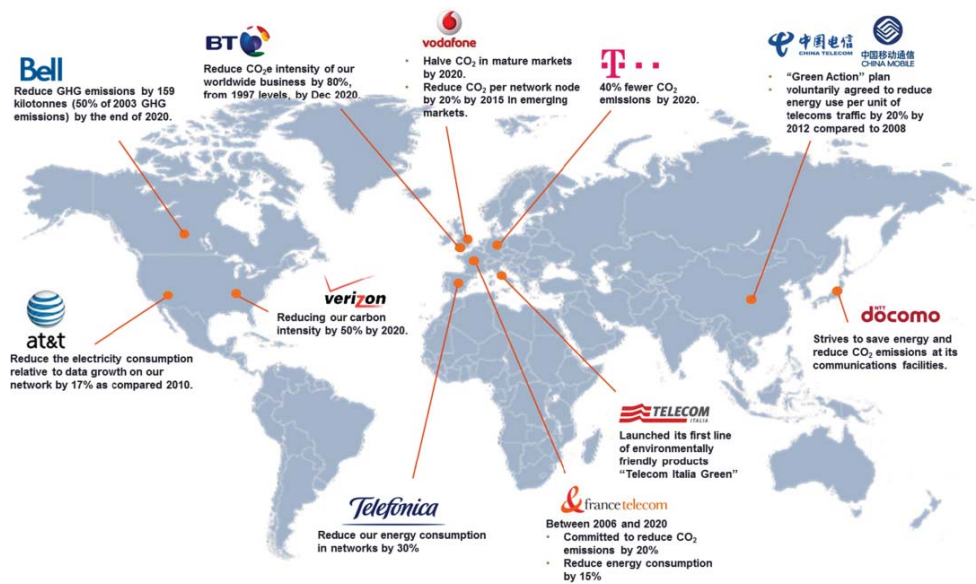 Bell
Reduce GHG emissions by 159
kilotonnes (50% of 2003 GHG
emissions) by the end of 2020.
BT
Reduce CO₂e intensity of our
worldwide business by 80%,
from 1997 levels, by Dec 2020.
vodafone
• Halve CO₂ in mature markets
by 2020.
• Reduce CO₂ per network node
by 20% by 2015 in emerging
markets.
T
40% fewer CO₂
emissions by 2020.
中国电信
CHINA TELECOM
中国移动通信
CHINA MOBILE
• “Green Action” plan
voluntarily agreed to reduce
energy use per unit of
telecoms traffic by 20% by
2012 compared to 2008
at&t
Reduce the electricity consumption
relative to data growth on our
network by 17% as compared 2010.
verizon
Reducing our carbon
intensity by 50% by 2020.
NTT
döcomo
Strives to save energy and
reduce CO₂ emissions at its
communications facilities.
TELECOM
ITALIA
Launched its first line
of environmentally
friendly products
“Telecom Italia Green”
Telefónica
Reduce our energy consumption
in networks by 30%
& france telecom
Between 2006 and 2020
• Committed to reduce CO₂
emissions by 20%
• Reduce energy consumption
by 15%